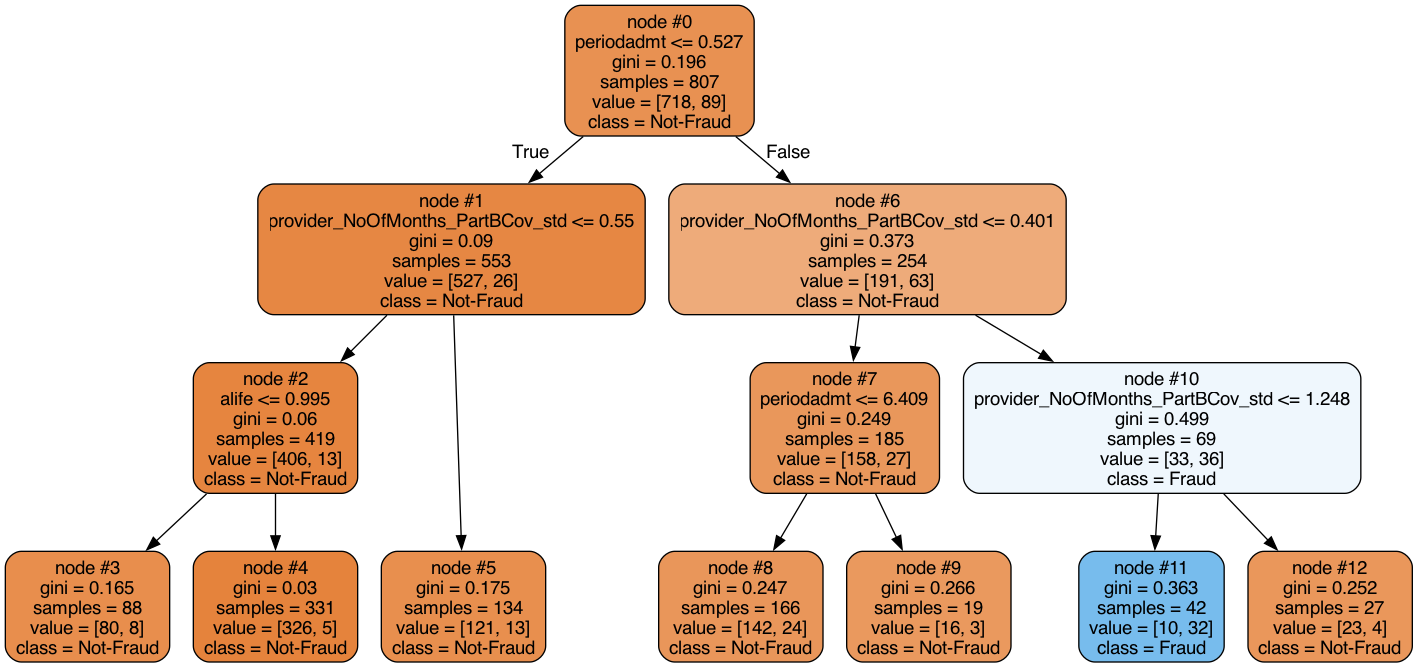 node #0
periodadmt <= 0.527
gini = 0.196
samples = 807
value = [718, 89]
class = Not-Fraud
True
False
node #1
provider_NoOfMonths_PartBCov_std <= 0.55
gini = 0.09
samples = 553
value = [527, 26]
class = Not-Fraud
node #6
provider_NoOfMonths_PartBCov_std <= 0.401
gini = 0.373
samples = 254
value = [191, 63]
class = Not-Fraud
node #2
alife <= 0.995
gini = 0.06
samples = 419
value = [406, 13]
class = Not-Fraud
node #7
periodadmt <= 6.409
gini = 0.249
samples = 185
value = [158, 27]
class = Not-Fraud
node #10
provider_NoOfMonths_PartBCov_std <= 1.248
gini = 0.499
samples = 69
value = [33, 36]
class = Fraud
node #3
gini = 0.165
samples = 88
value = [80, 8]
class = Not-Fraud
node #4
gini = 0.03
samples = 331
value = [326, 5]
class = Not-Fraud
node #5
gini = 0.175
samples = 134
value = [121, 13]
class = Not-Fraud
node #8
gini = 0.247
samples = 166
value = [142, 24]
class = Not-Fraud
node #9
gini = 0.266
samples = 19
value = [16, 3]
class = Not-Fraud
node #11
gini = 0.363
samples = 42
value = [10, 32]
class = Fraud
node #12
gini = 0.252
samples = 27
value = [23, 4]
class = Not-Fraud